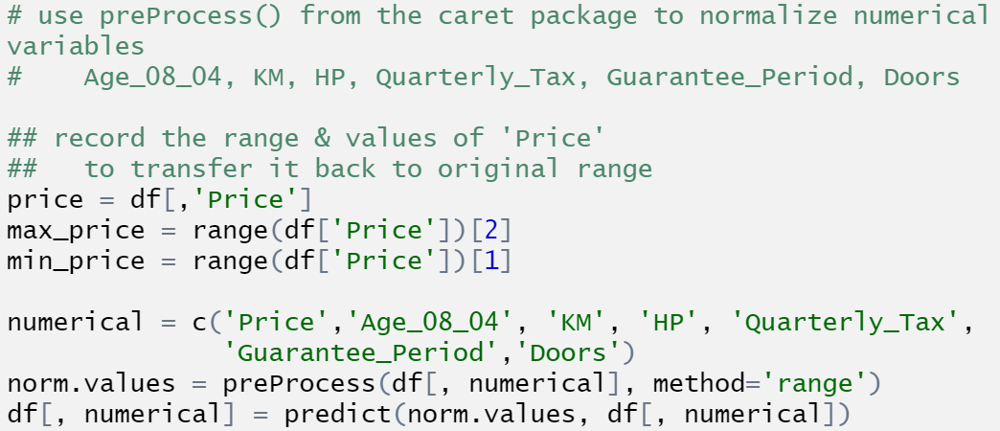 # use preProcess() from the caret package to normalize numerical
variables
#    Age_08_04, KM, HP, Quarterly_Tax, Guarantee_Period, Doors
## record the range & values of 'Price'
##   to transfer it back to original range
price = df[,'Price']
max_price = range(df['Price'])[2]
min_price = range(df['Price'])[1]
numerical = c('Price','Age_08_04', 'KM', 'HP', 'Quarterly_Tax',
              'Guarantee_Period','Doors')
norm.values = preProcess(df[, numerical], method='range')
df[, numerical] = predict(norm.values, df[, numerical])